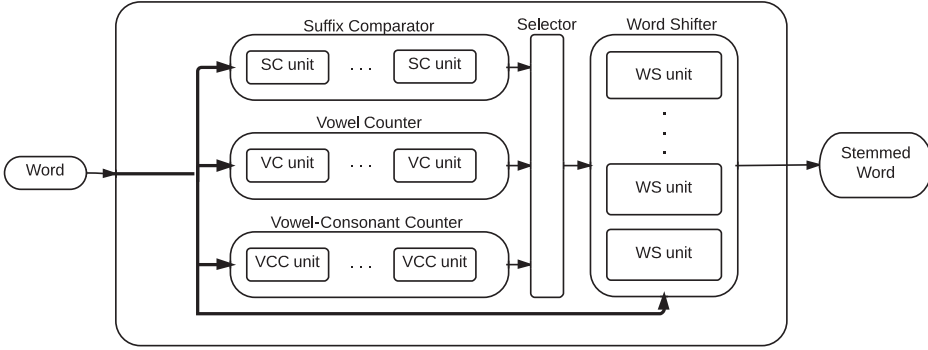 Suffix Comparator
Selector
Word Shifter
SC unit
. . .
SC unit
WS unit
.
.
.
Vowel Counter
VC unit
. . .
VC unit
Word
Stemmed
Word
WS unit
Vowel-Consonant Counter
VCC unit
. . .
VCC unit
WS unit